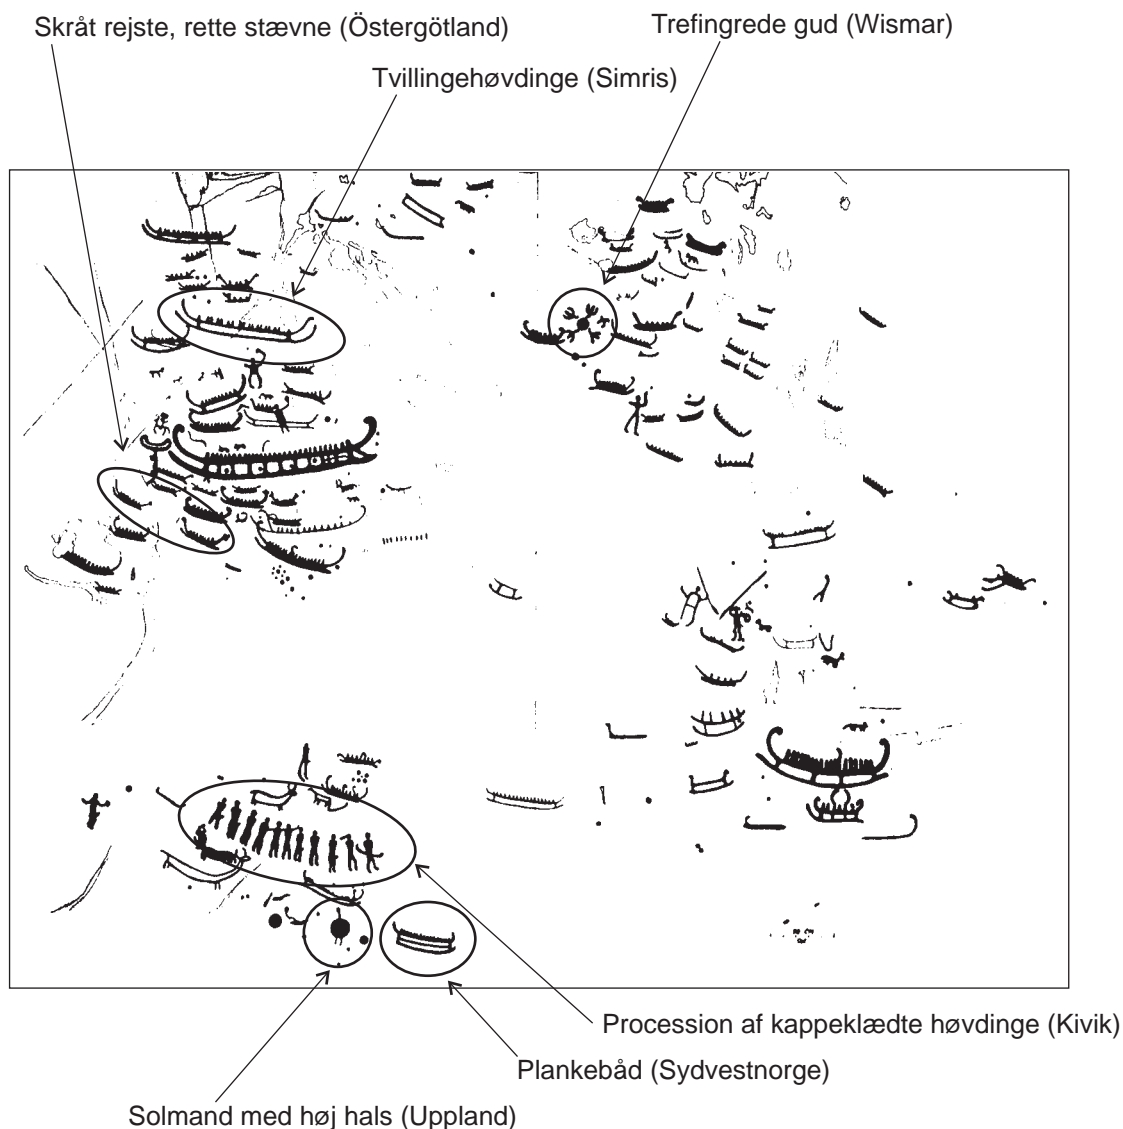 Skråt rejste, rette stævne (Östergötland)
Trefingrede gud (Wismar)
Tvillingehøvdinge (Simris)
Procession af kappeklædte høvdinge (Kivik)
Plankebåd (Sydvestnorge)
Solmand med høj hals (Uppland)